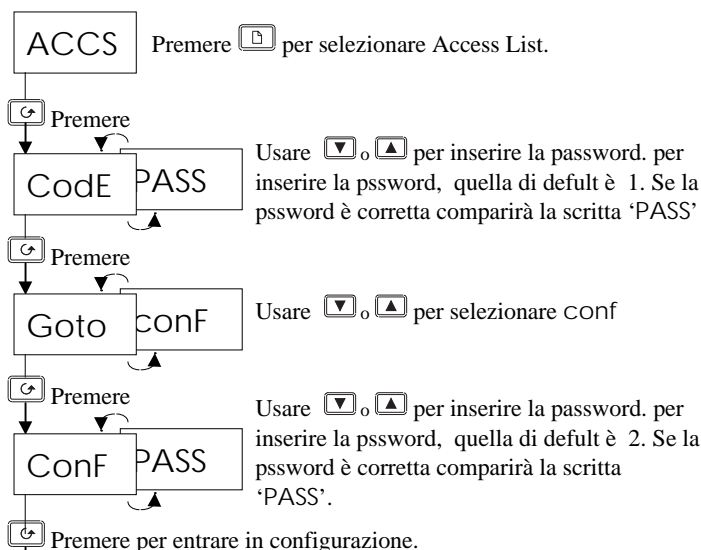 ACCS
Premere per selezionare Access List.
Premere
CodE PASS
Usare ▼ o ▲ per inserire la password. per
inserire la pssword, quella di defult è 1. Se la
pssword è corretta comparirà la scritta ‘PASS’
Premere
Goto conF
Usare ▼ o ▲ per selezionare conf
Premere
ConF PASS
Usare ▼ o ▲ per inserire la password. per
inserire la pssword, quella di defult è 2. Se la
pssword è corretta comparirà la scritta
‘PASS’.
Premere per entrare in configurazione.